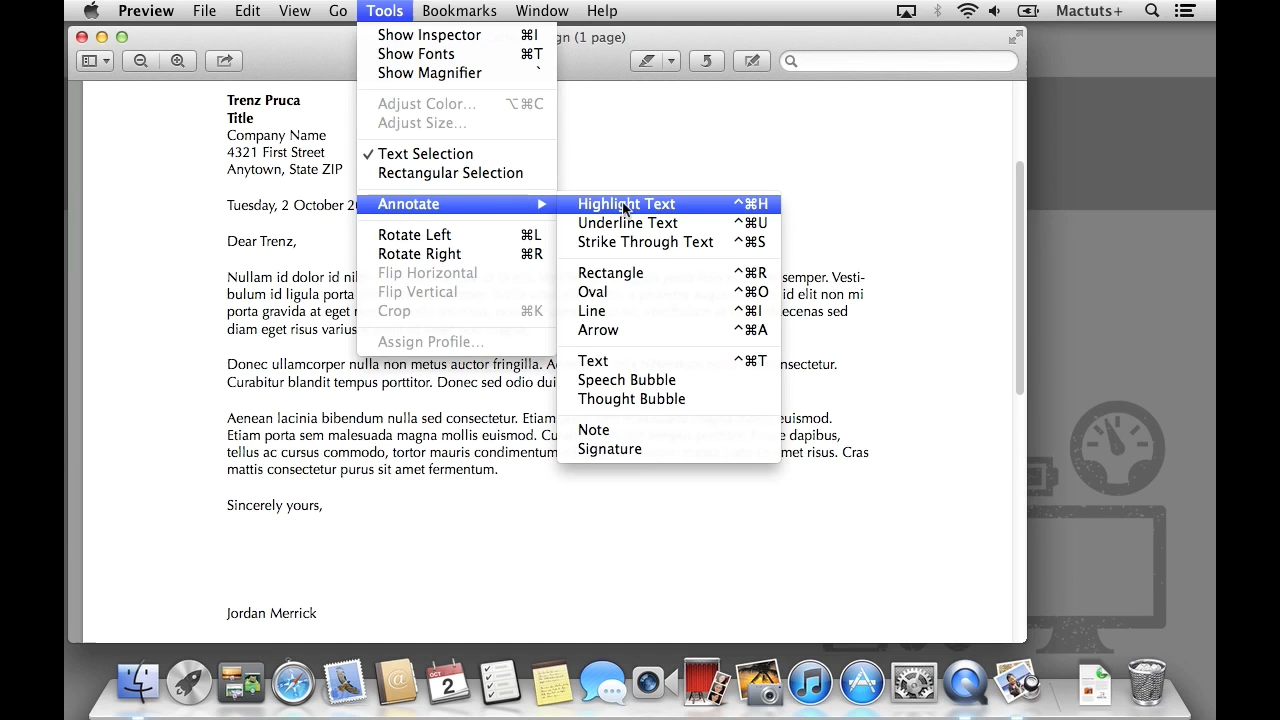 Preview File Edit View Go Tools Bookmarks Window Help Mactuts+
gn (1 page)
Show Inspector ⌘I
Show Fonts ⌘T
Show Magnifier `
Adjust Color... ⌥⌘C
Adjust Size...
✓ Text Selection
Rectangular Selection
Annotate ▶
Rotate Left ⌘L
Rotate Right ⌘R
Flip Horizontal
Flip Vertical
Crop ⌘K
Assign Profile...
Highlight Text ^⌘H
Underline Text ^⌘U
Strike Through Text ^⌘S
Rectangle ^⌘R
Oval ^⌘O
Line ^⌘I
Arrow ^⌘A
Text ^⌘T
Speech Bubble
Thought Bubble
Note
Signature
Trenz Pruca
Title
Company Name
4321 First Street
Anytown, State ZIP
Tuesday, 2 October 2
Dear Trenz,
Nullam id dolor id ni semper. Vesti-
bulum id ligula porta id elit non mi
porta gravida at eget ecenas sed
diam eget risus varius
Donec ullamcorper nulla non metus auctor fringilla. A nsectetur.
Curabitur blandit tempus porttitor. Donec sed odio dui
Aenean lacinia bibendum nulla sed consectetur. Etiam euismod.
Etiam porta sem malesuada magna mollis euismod. Cu e dapibus,
tellus ac cursus commodo, tortor mauris condimentum met risus. Cras
mattis consectetur purus sit amet fermentum.
Sincerely yours,
Jordan Merrick
2